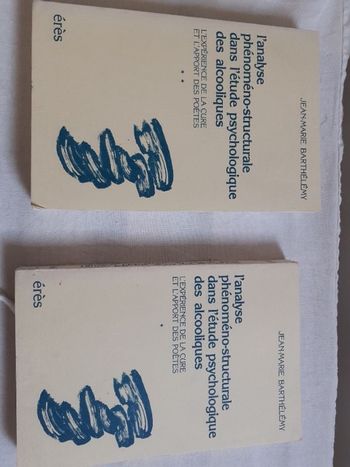 JEAN-MARIE BARTHÉLÉMY
l'analyse
phénoméno-structurale
dans l'étude psychologique
des alcooliques
L'EXPÉRIENCE DE LA CURE
ET L'APPORT DES POÈTES
**
érès
JEAN-MARIE BARTHÉLÉMY
l'analyse
phénoméno-structurale
dans l'étude psychologique
des alcooliques
L'EXPÉRIENCE DE LA CURE
ET L'APPORT DES POÈTES
*
érès